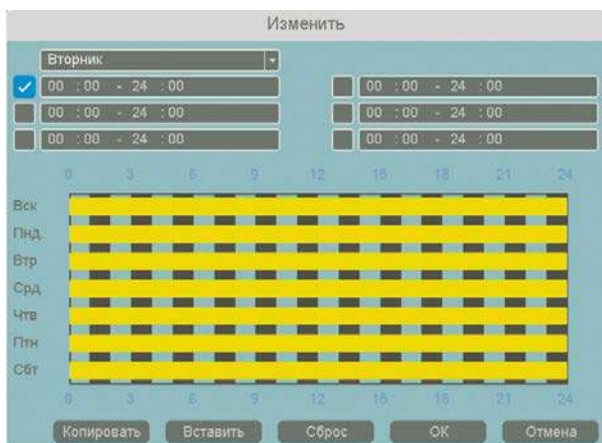 Изменить
Вторник
00 :00 - 24 :00 00 :00 - 24 :00
00 :00 - 24 :00 00 :00 - 24 :00
00 :00 - 24 :00 00 :00 - 24 :00
0 3 6 9 12 15 18 21 24
Вск
Пнд
Втр
Срд
Чтв
Птн
Сбт
0 3 6 9 12 15 18 21 24
Копировать Вставить Сброс ОК Отмена